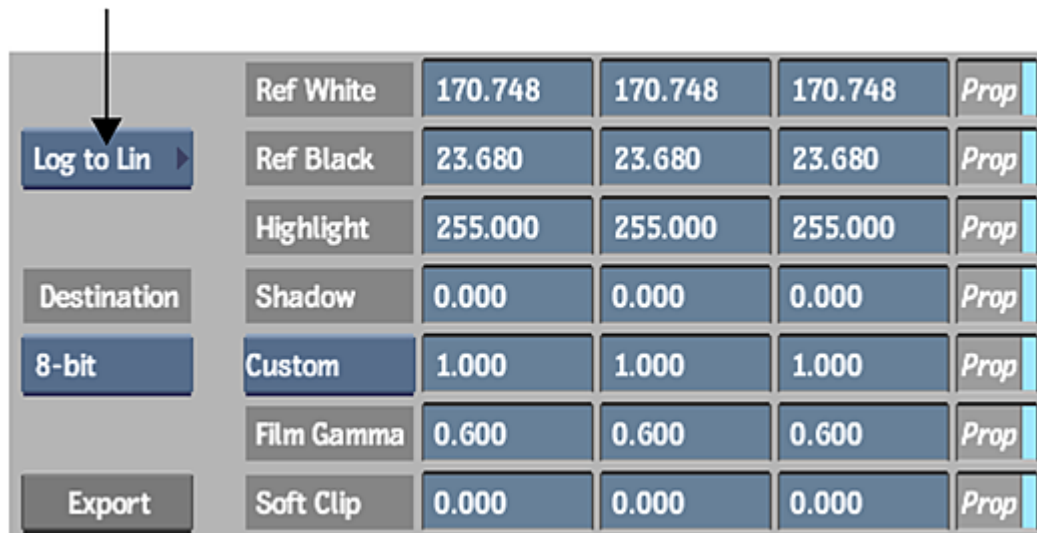 Ref White 170.748 170.748 170.748 Prop
Log to Lin Ref Black 23.680 23.680 23.680 Prop
Highlight 255.000 255.000 255.000 Prop
Destination Shadow 0.000 0.000 0.000 Prop
8-bit Custom 1.000 1.000 1.000 Prop
Film Gamma 0.600 0.600 0.600 Prop
Export Soft Clip 0.000 0.000 0.000 Prop